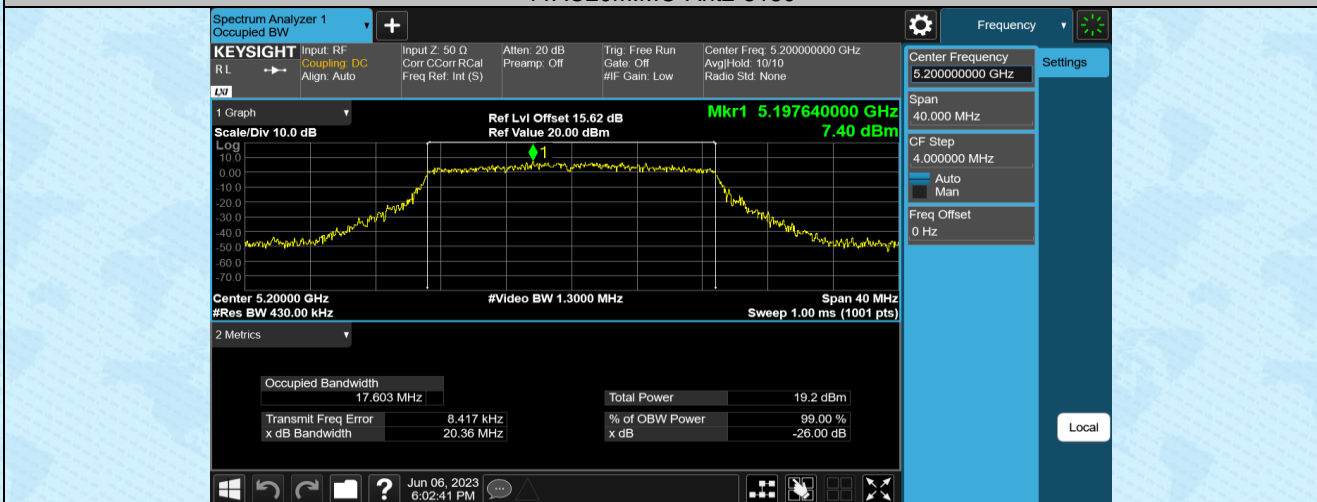 Spectrum Analyzer 1
Occupied BW
+
Frequency
KEYSIGHT
R L
LXI
Input: RF
Coupling: DC
Align: Auto
Input Z: 50 Ω
Corr CCorr RCal
Freq Ref: Int (S)
Atten: 20 dB
Preamp: Off
Trig: Free Run
Gate: Off
#IF Gain: Low
Center Freq: 5.200000000 GHz
Avg|Hold: 10/10
Radio Std: None
Center Frequency
5.200000000 GHz
Settings
Span
40.000 MHz
CF Step
4.000000 MHz
Auto
Man
Freq Offset
0 Hz
1 Graph
Scale/Div 10.0 dB
Ref Lvl Offset 15.62 dB
Ref Value 20.00 dBm
Mkr1 5.197640000 GHz
7.40 dBm
Log
1
10.0
0.00
-10.0
-20.0
-30.0
-40.0
-50.0
-60.0
-70.0
Center 5.20000 GHz
#Video BW 1.3000 MHz
Span 40 MHz
#Res BW 430.00 kHz
Sweep 1.00 ms (1001 pts)
2 Metrics
Occupied Bandwidth
17.603 MHz
Total Power 19.2 dBm
Transmit Freq Error 8.417 kHz
% of OBW Power 99.00 %
x dB Bandwidth 20.36 MHz
x dB -26.00 dB
Local
?
Jun 06, 2023
6:02:41 PM